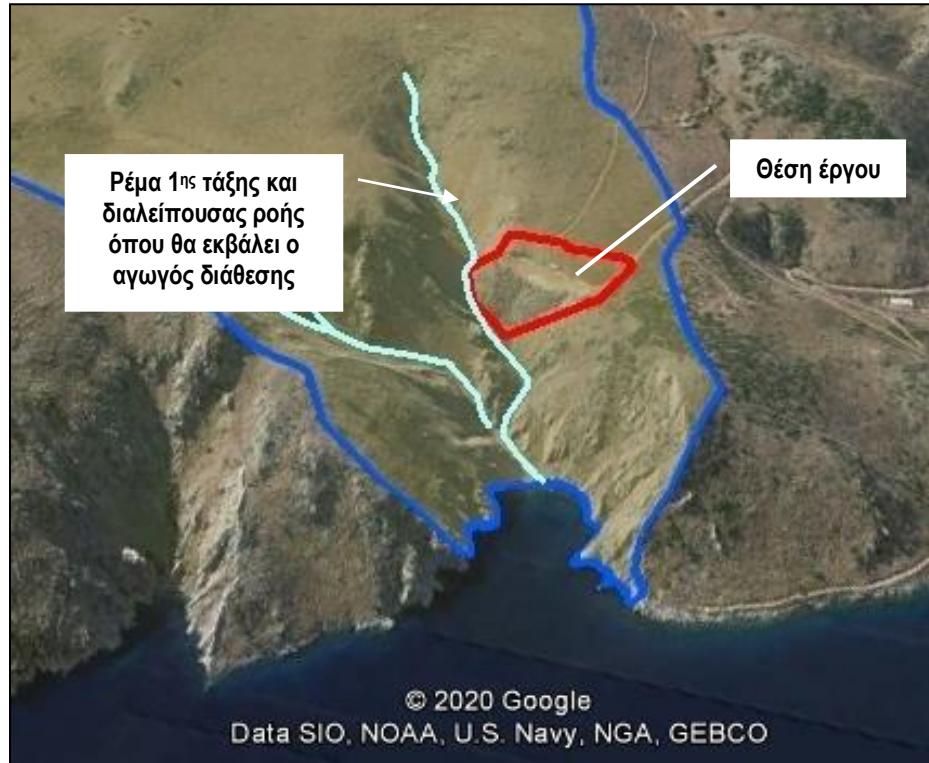 Ρέμα 1ης τάξης και
διαλείπουσας ροής
όπου θα εκβάλει ο
αγωγός διάθεσης
Θέση έργου
© 2020 Google
Data SIO, NOAA, U.S. Navy, NGA, GEBCO